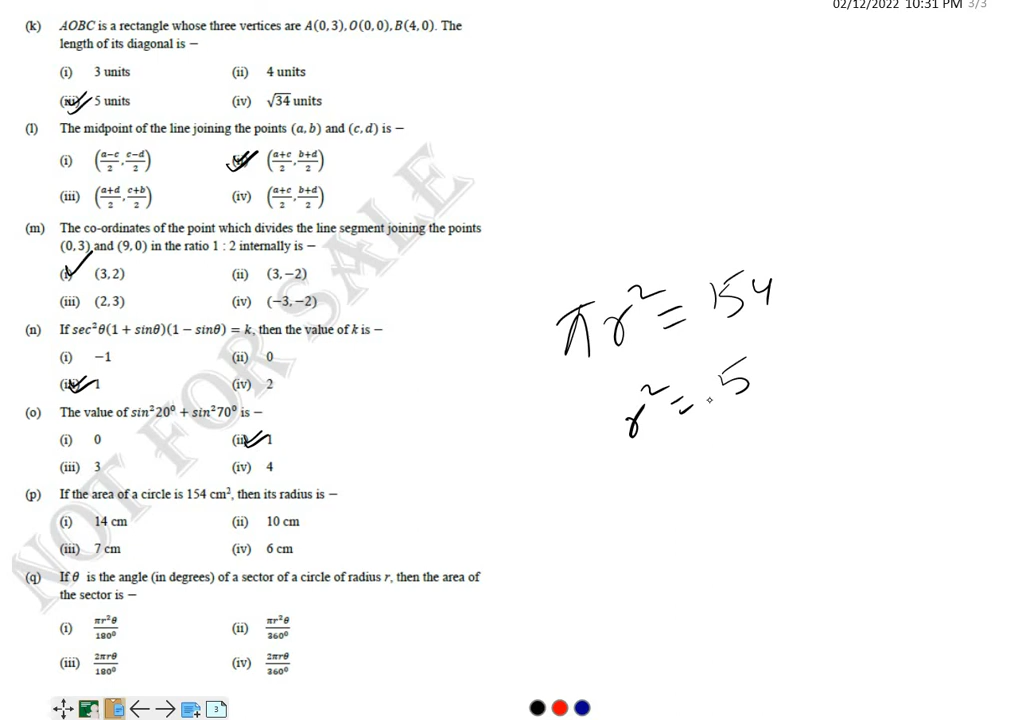 02/12/2022 10:31 PM 3/3
(k) AOBC is a rectangle whose three vertices are A(0, 3), O(0, 0), B(4, 0). The
length of its diagonal is −
(i) 3 units (ii) 4 units
5 units (iv) √34 units
(l) The midpoint of the line joining the points (a, b) and (c, d) is −
(i) ((a−c)/2, (c−d)/2) ((a+c)/2, (b+d)/2)
(iii) ((a+d)/2, (c+b)/2) (iv) ((a+c)/2, (b+d)/2)
(m) The co-ordinates of the point which divides the line segment joining the points
(0, 3) and (9, 0) in the ratio 1 : 2 internally is −
(i) (3, 2) (ii) (3, −2)
(iii) (2, 3) (iv) (−3, −2)
(n) If sec²θ(1 + sinθ)(1 − sinθ) = k, then the value of k is −
(i) −1 (ii) 0
(iii) 1 (iv) 2
(o) The value of sin²20⁰ + sin²70⁰ is −
(i) 0 (ii) 1
(iii) 3 (iv) 4
(p) If the area of a circle is 154 cm², then its radius is −
(i) 14 cm (ii) 10 cm
(iii) 7 cm (iv) 6 cm
(q) If θ is the angle (in degrees) of a sector of a circle of radius r, then the area of
the sector is −
(i) πr²θ/180⁰ (ii) πr²θ/360⁰
(iii) 2πrθ/180⁰ (iv) 2πrθ/360⁰
NOT FOR SALE
πr² = 154
r² = 5
3